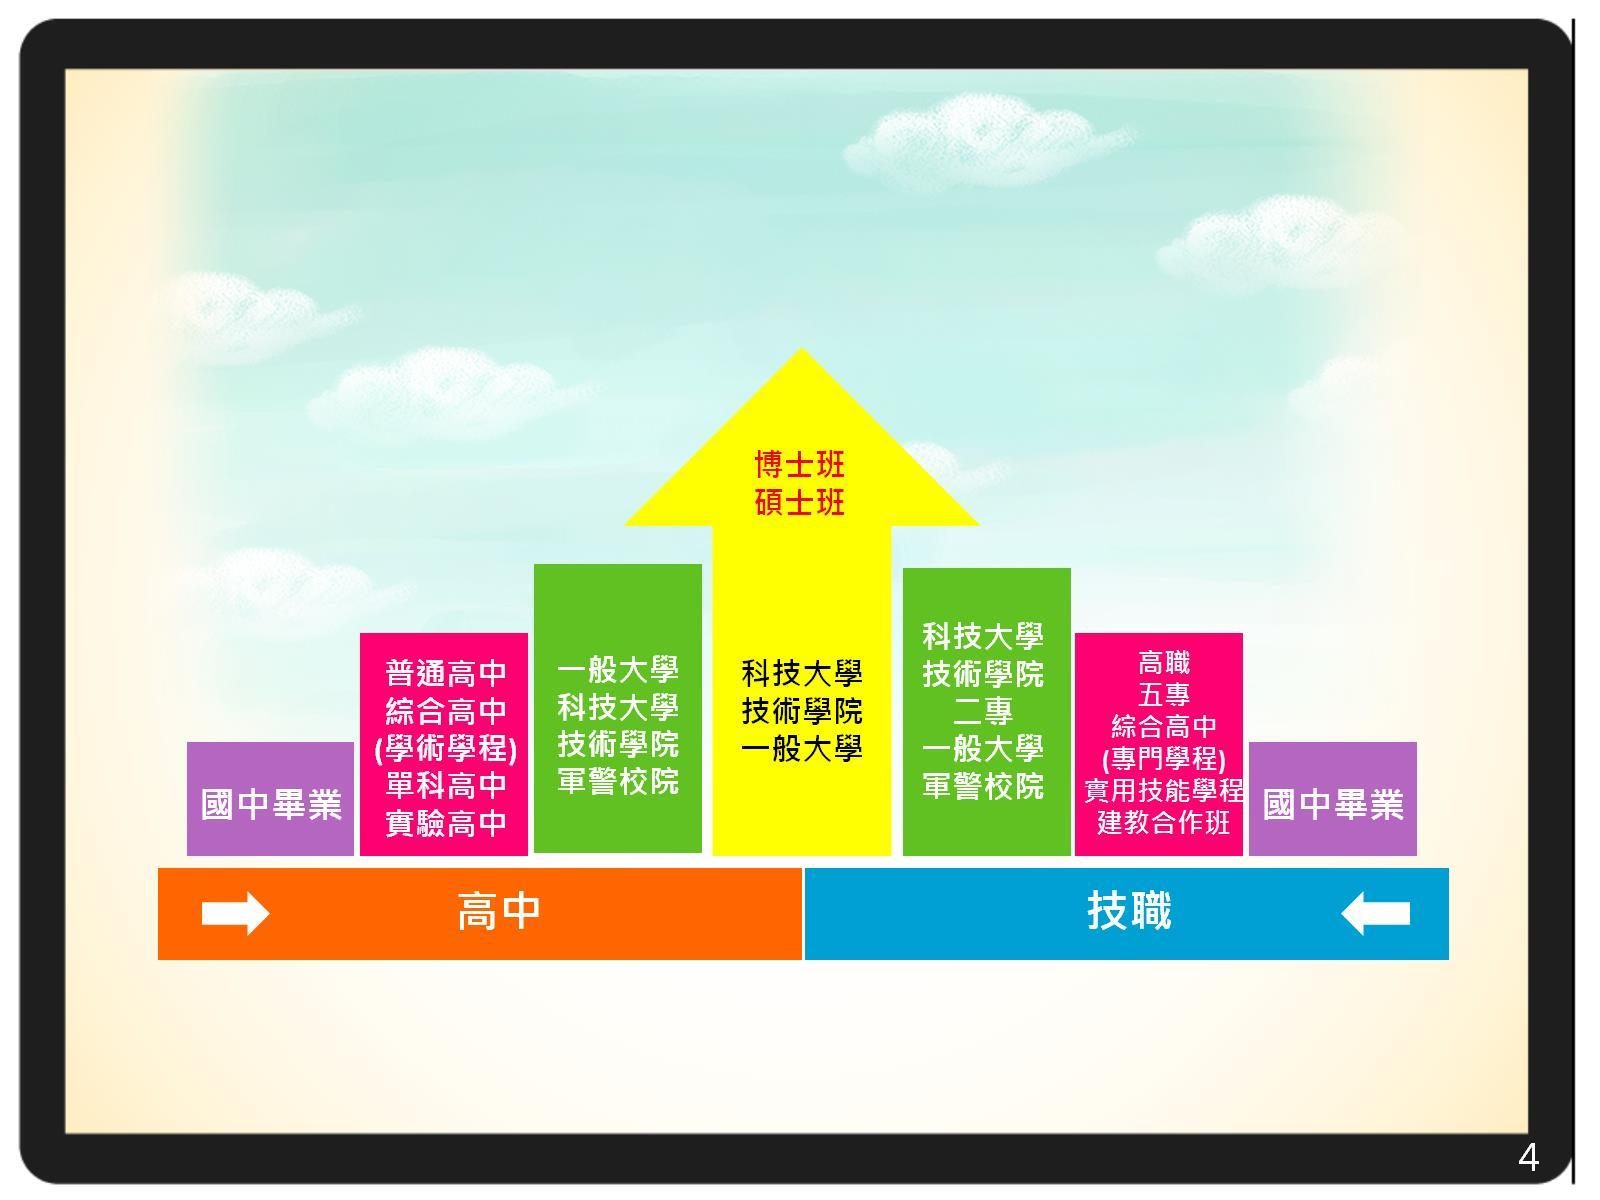 博士班
碩士班
科技大學
技術學院
一般大學
國中畢業
普通高中
綜合高中
(學術學程)
單科高中
實驗高中
一般大學
科技大學
技術學院
軍警校院
科技大學
技術學院
二專
一般大學
軍警校院
高職
五專
綜合高中
(專門學程)
實用技能學程
建教合作班
國中畢業
高中
技職
4